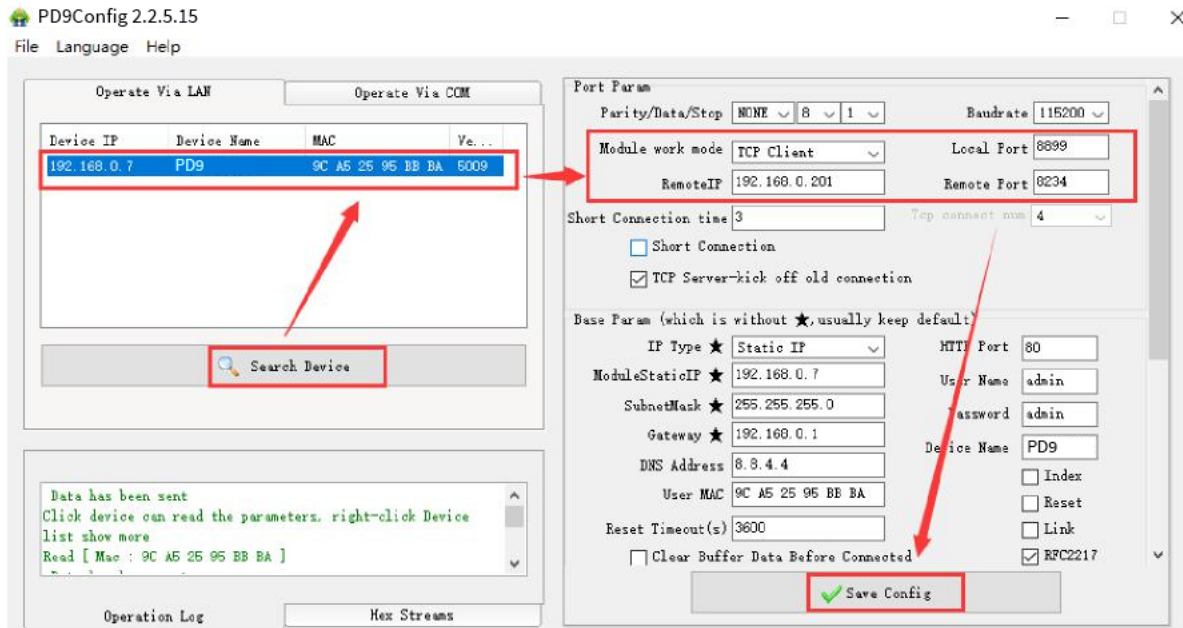 PD9Config 2.2.5.15
File Language Help
Operate Via LAN Operate Via COM
Device IP Device Name MAC Ve...
192.168.0.7 PD9 9C A5 25 95 BB BA 5009
Search Device
Data has been sent
Click device can read the parameters. right-click Device
list show more
Read [ Mac : 9C A5 25 95 BB BA ]
Operation Log Hex Streams
Port Param
Parity/Data/Stop NONE 8 1 Baudrate 115200
Module work mode TCP Client Local Port 8899
RemoteIP 192.168.0.201 Remote Port 8234
Short Connection time 3 Tcp connect num 4
Short Connection
TCP Server-kick off old connection
Base Param (which is without ★,usually keep default)
IP Type ★ Static IP HTTP Port 80
ModuleStaticIP ★ 192.168.0.7 User Name admin
SubnetMask ★ 255.255.255.0 Password admin
Gateway ★ 192.168.0.1 Device Name PD9
DNS Address 8.8.4.4 Index
User MAC 9C A5 25 95 BB BA Reset
Reset Timeout(s) 3600 Link
Clear Buffer Data Before Connected RFC2217
Save Config